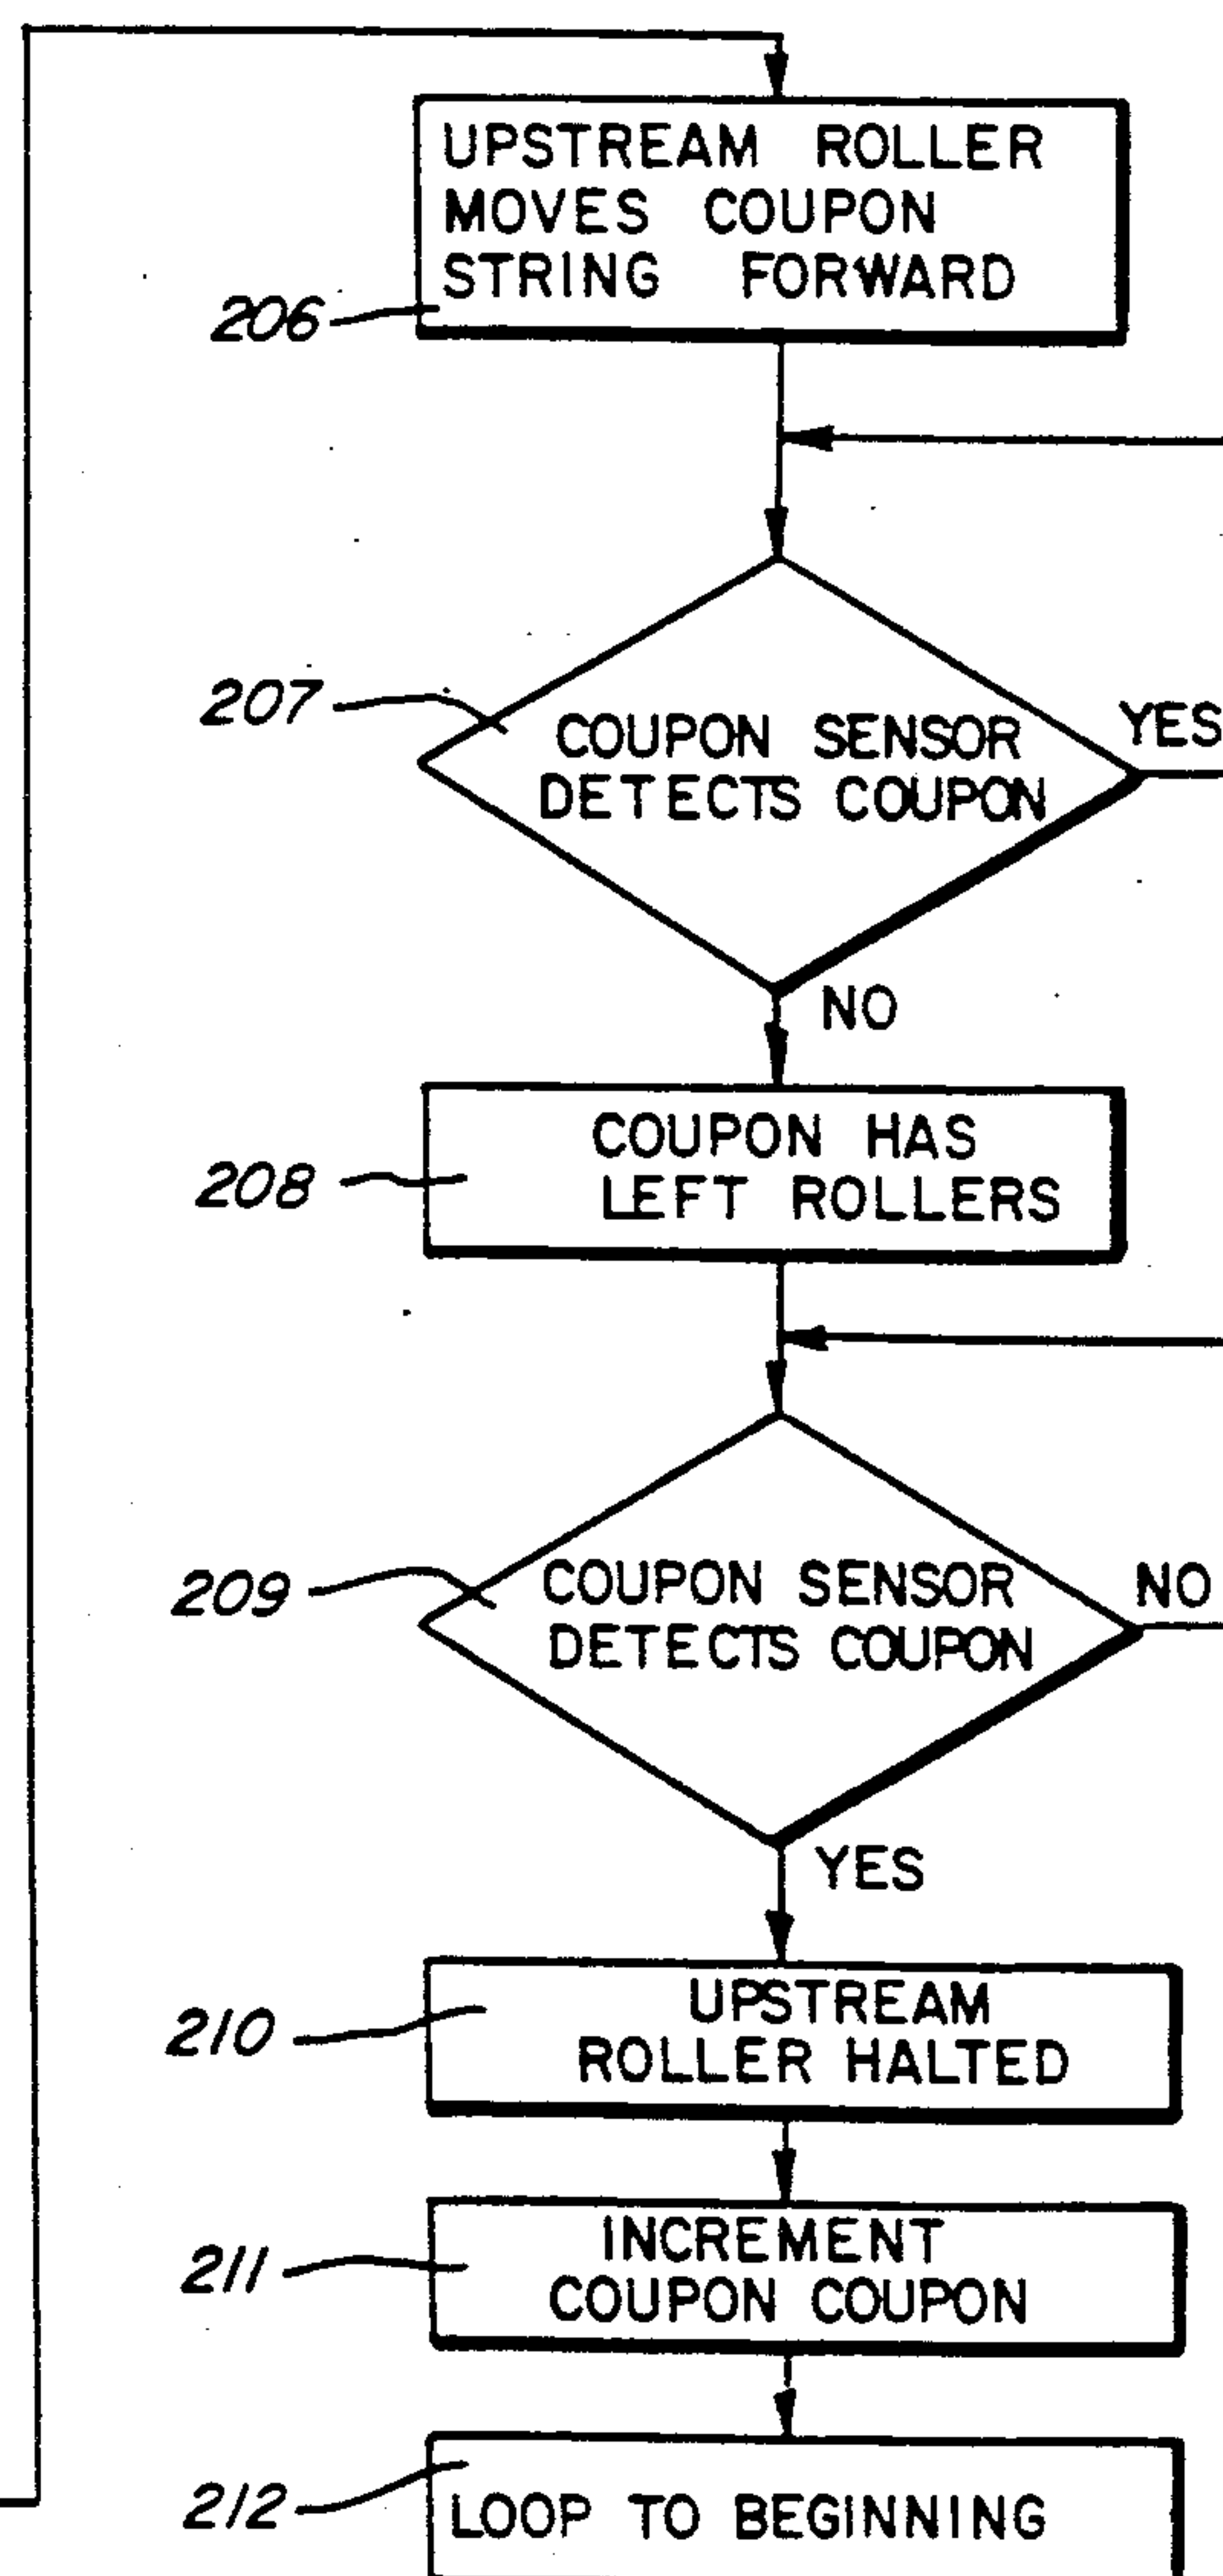 UPSTREAM ROLLER
MOVES COUPON
STRING FORWARD
206
207
COUPON SENSOR
DETECTS COUPON
YES
NO
208
COUPON HAS
LEFT ROLLERS
209
COUPON SENSOR
DETECTS COUPON
NO
YES
210
UPSTREAM
ROLLER HALTED
211
INCREMENT
COUPON COUPON
212
LOOP TO BEGINNING